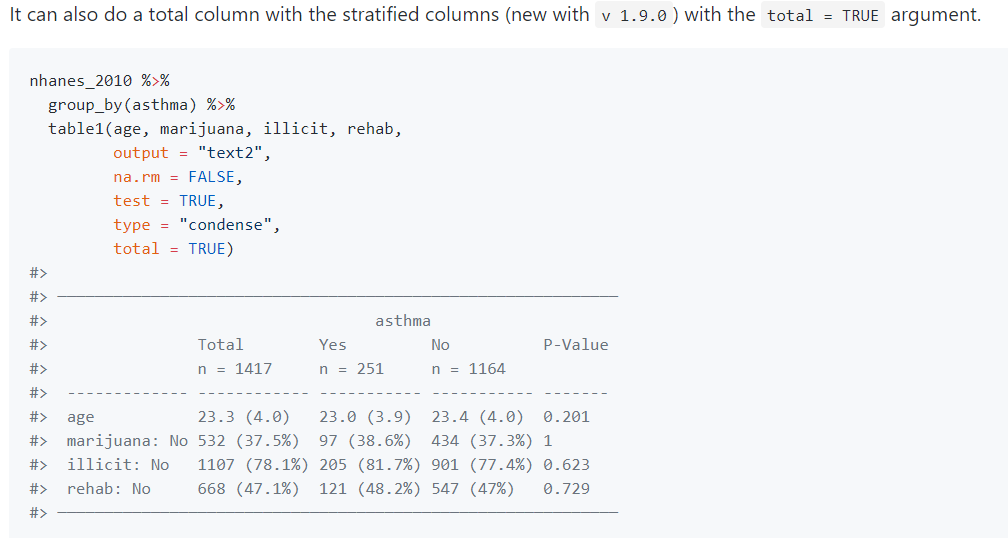 It can also do a total column with the stratified columns (new with v 1.9.0 ) with the total = TRUE argument.
nhanes_2010 %>%
  group_by(asthma) %>%
  table1(age, marijuana, illicit, rehab,
         output = "text2",
         na.rm = FALSE,
         test = TRUE,
         type = "condense",
         total = TRUE)
#>
#> ────────────────────────────────────────────────────────────
#>                                  asthma
#>                Total        Yes         No          P-Value
#>                n = 1417     n = 251     n = 1164
#>  ------------- ------------ ----------- ----------- -------
#>  age           23.3 (4.0)   23.0 (3.9)  23.4 (4.0)  0.201
#>  marijuana: No 532 (37.5%)  97 (38.6%)  434 (37.3%) 1
#>  illicit: No   1107 (78.1%) 205 (81.7%) 901 (77.4%) 0.623
#>  rehab: No     668 (47.1%)  121 (48.2%) 547 (47%)   0.729
#> ────────────────────────────────────────────────────────────